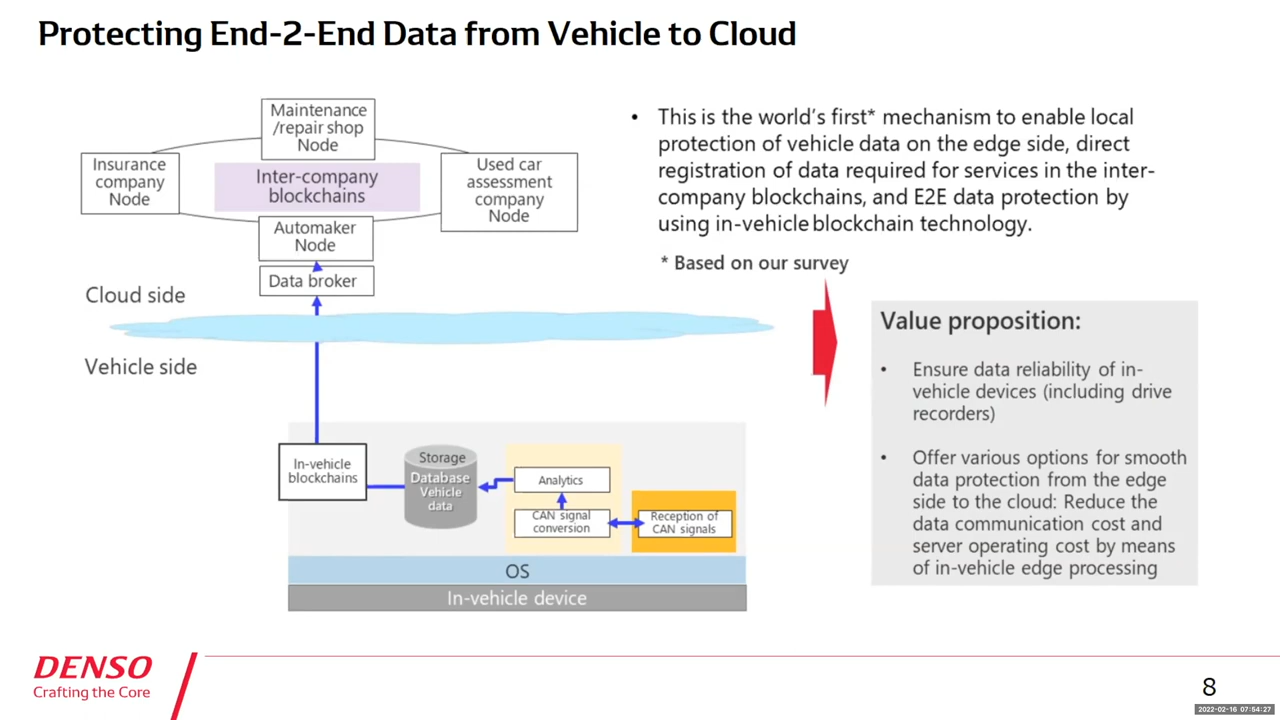 Protecting End-2-End Data from Vehicle to Cloud
Maintenance
/repair shop
Node
Insurance
company
Node
Inter-company
blockchains
Used car
assessment
company
Node
Automaker
Node
Data broker
Cloud side
Vehicle side
In-vehicle
blockchains
Storage
Database
Vehicle
data
Analytics
CAN signal
conversion
Reception of
CAN signals
OS
In-vehicle device
• This is the world's first* mechanism to enable local
protection of vehicle data on the edge side, direct
registration of data required for services in the inter-
company blockchains, and E2E data protection by
using in-vehicle blockchain technology.
* Based on our survey
Value proposition:
• Ensure data reliability of in-
vehicle devices (including drive
recorders)
• Offer various options for smooth
data protection from the edge
side to the cloud: Reduce the
data communication cost and
server operating cost by means
of in-vehicle edge processing
DENSO
Crafting the Core
8
2022-02-16 07:54:27